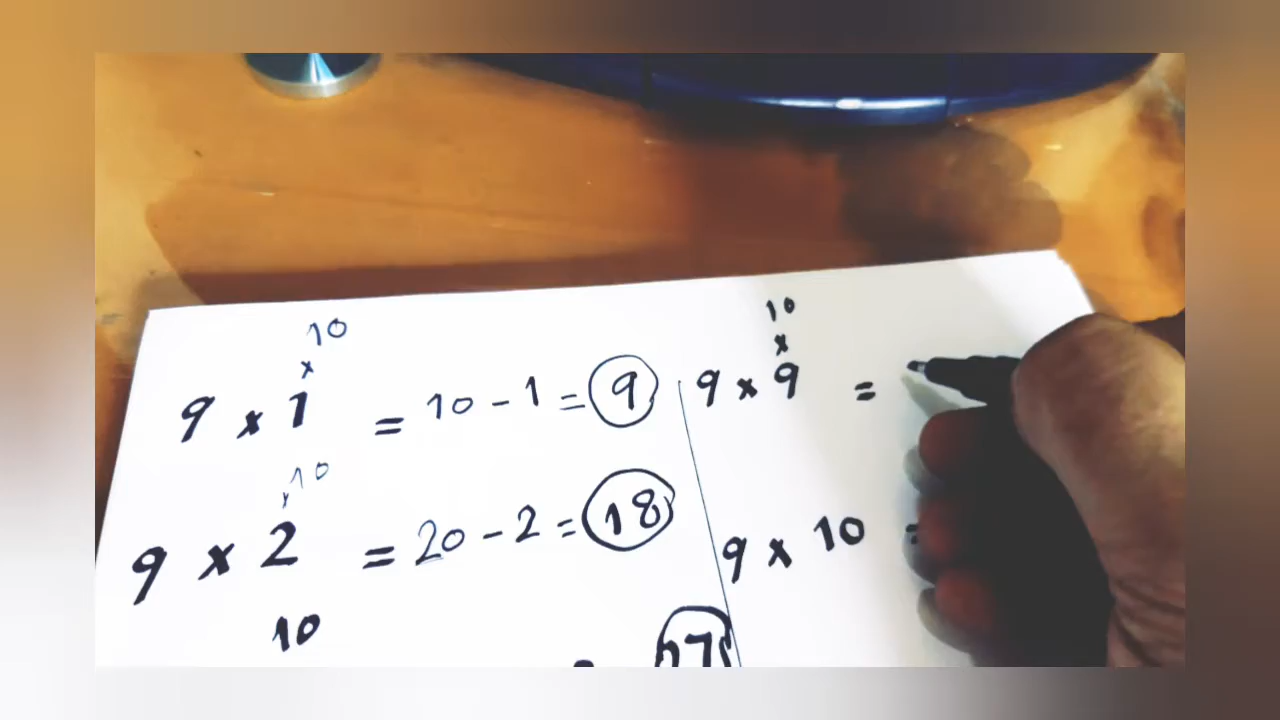 10
×
9 × 1 = 10 - 1 = 9
10
×
9 × 2 = 20 - 2 = 18
10
10
×
9 × 9 =
9 × 10 =